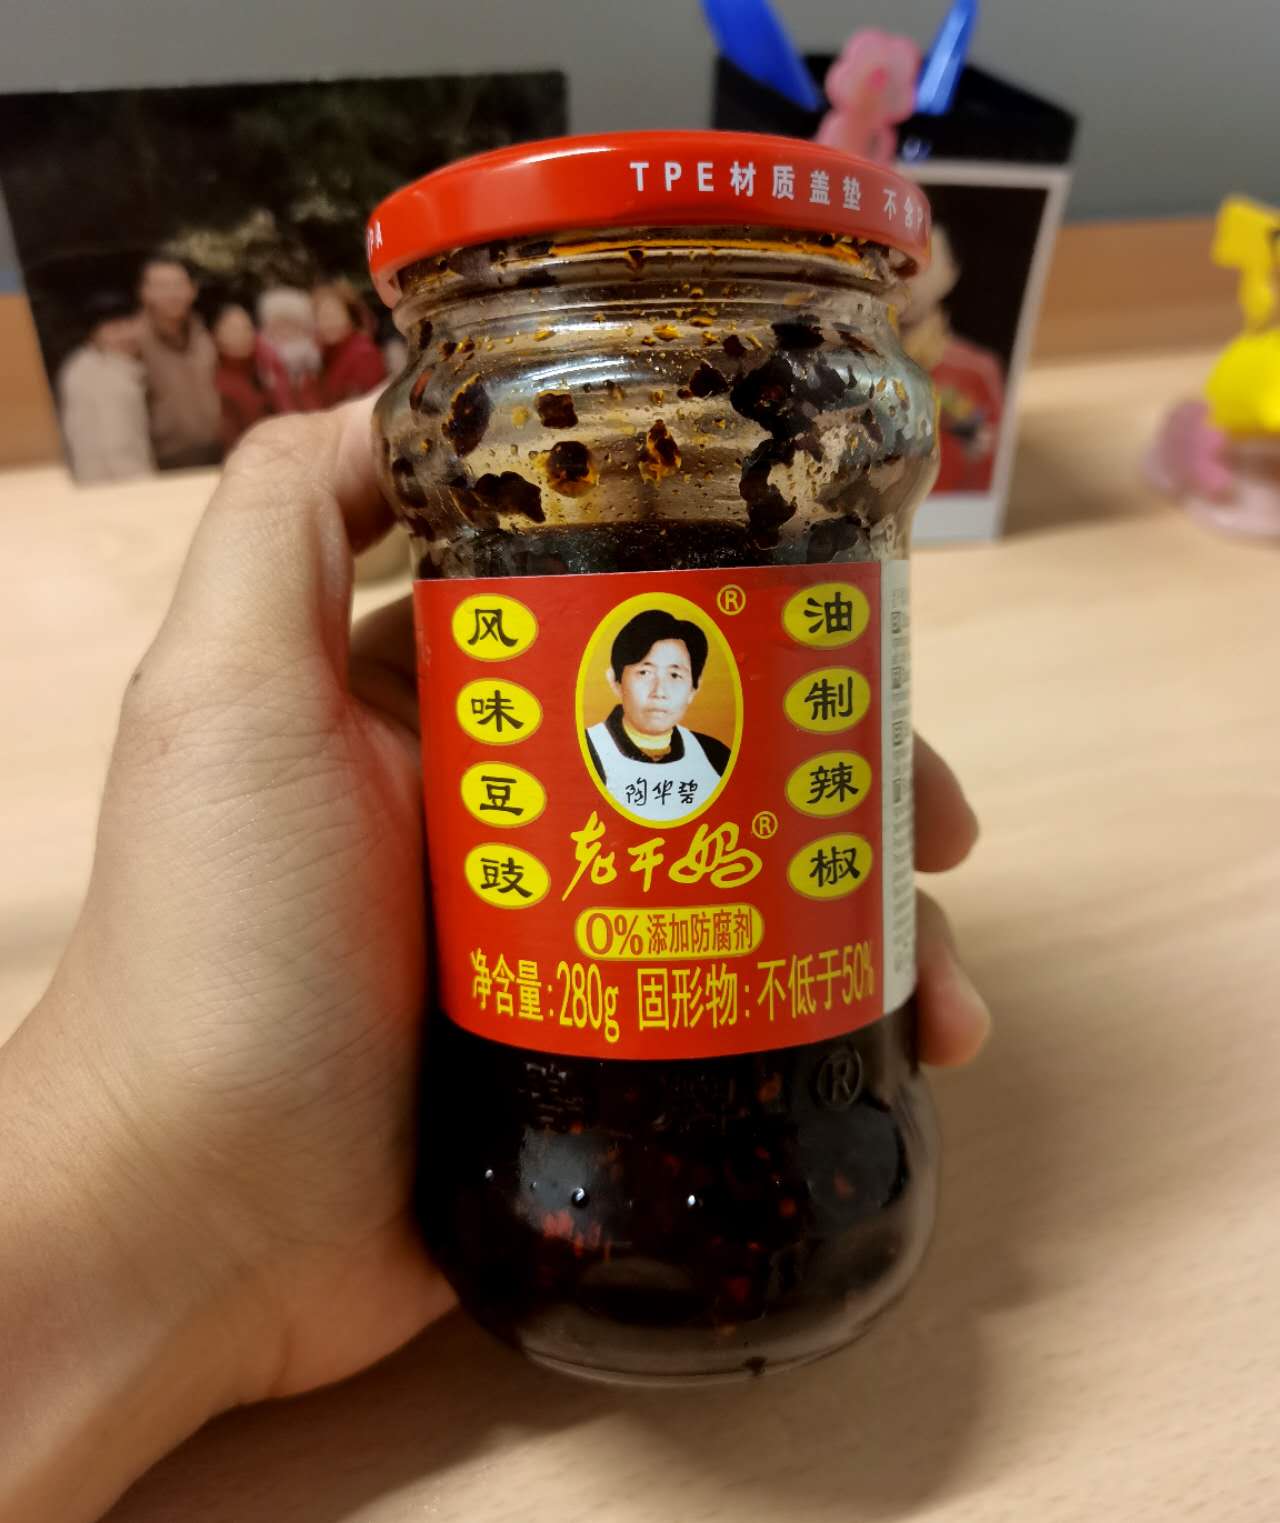 TPE材质盖垫 不含P
PA
风味豆豉
油制辣椒
®
陶华碧
老干妈®
0%添加防腐剂
净含量:280g 固形物:不低于50%
®